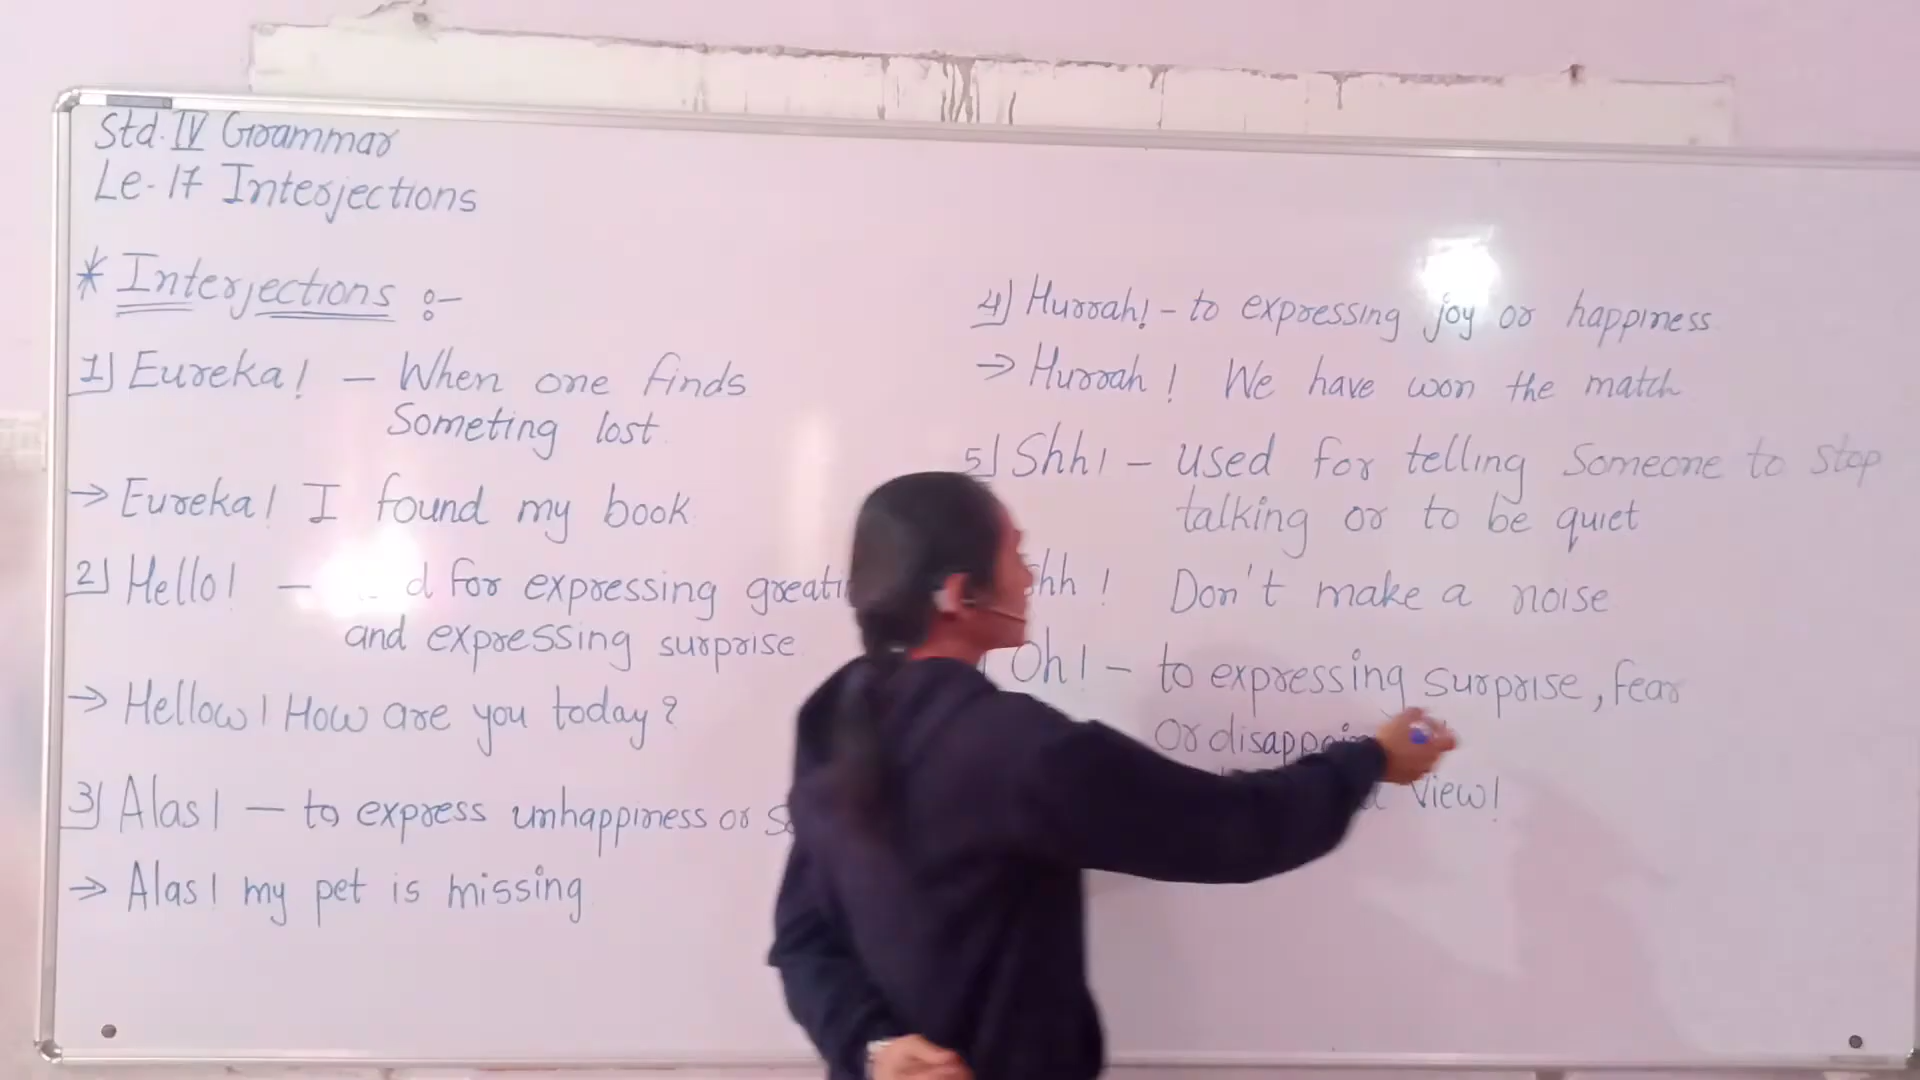 Std. IV Grammar
Le-17 Interjections
* Interjections :-
1) Eureka! - When one finds
Someting lost.
→ Eureka! I found my book.
2) Hello! - for expressing
and expressing surprise.
→ Hellow! How are you today?
3) Alas! - to express unhappiness or
→ Alas! my pet is missing.
4) Hurrah! - to expressing joy or happiness
→ Hurrah! We have won the match.
5) Shh! - used for telling Someone to stop
talking or to be quiet
Don't make a noise
Oh! - to expressing surprise, fear
or
View!